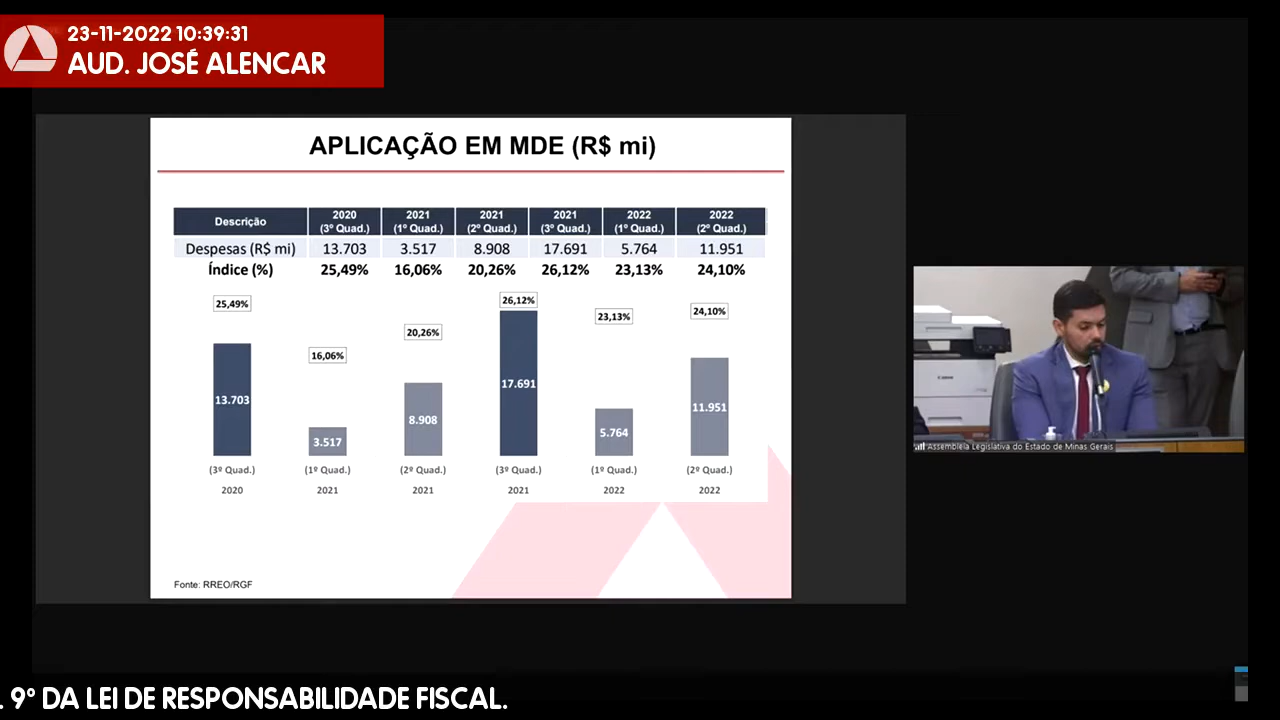 23-11-2022 10:39:31
AUD. JOSÉ ALENCAR
APLICAÇÃO EM MDE (R$ mi)
Descrição 2020 (3º Quad.) 2021 (1º Quad.) 2021 (2º Quad.) 2021 (3º Quad.) 2022 (1º Quad.) 2022 (2º Quad.)
Despesas (R$ mi) 13.703 3.517 8.908 17.691 5.764 11.951
Índice (%) 25,49% 16,06% 20,26% 26,12% 23,13% 24,10%
25,49% 16,06% 20,26% 26,12% 23,13% 24,10%
13.703 3.517 8.908 17.691 5.764 11.951
(3º Quad.) (1º Quad.) (2º Quad.) (3º Quad.) (1º Quad.) (2º Quad.)
2020 2021 2021 2021 2022 2022
Fonte: RREO/RGF
Canon
Assembleia Legislativa do Estado de Minas Gerais
. 9º DA LEI DE RESPONSABILIDADE FISCAL.